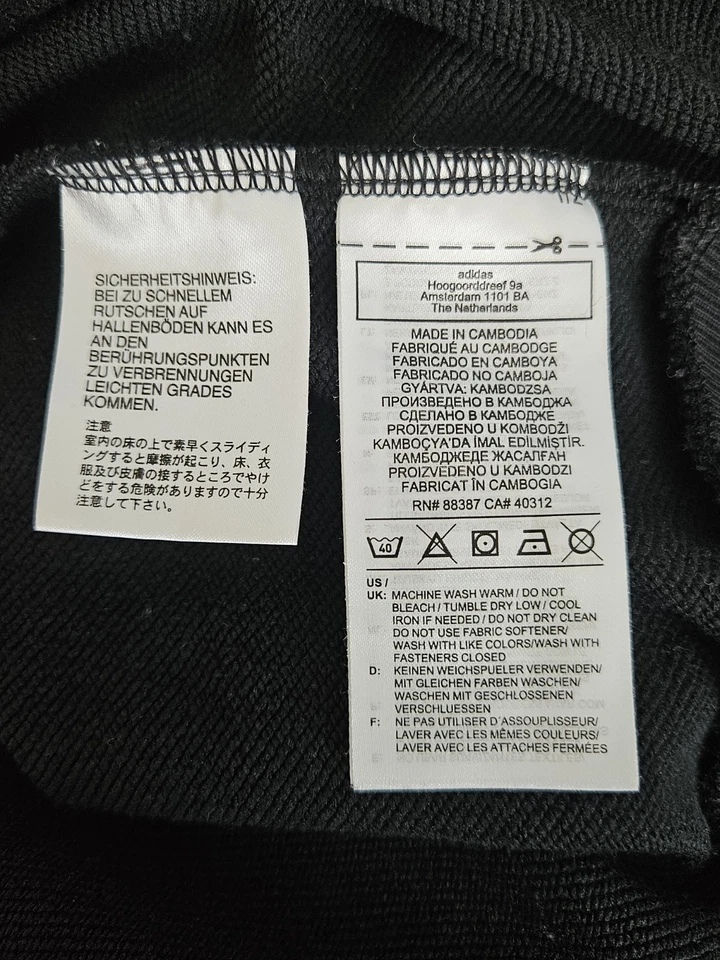 SICHERHEITSHINWEIS:
BEI ZU SCHNELLEM
RUTSCHEN AUF
HALLENBÖDEN KANN ES
AN DEN
BERÜHRUNGSPUNKTEN
ZU VERBRENNUNGEN
LEICHTEN GRADES
KOMMEN.
注意
室内の床の上で素早くスライディ
ングすると摩擦が起こり、床、衣
服及び皮膚の接するところでやけ
どをする危険がありますので十分
注意して下さい。
adidas
Hoogoorddreef 9a
Amsterdam 1101 BA
The Netherlands
MADE IN CAMBODIA
FABRIQUÉ AU CAMBODGE
FABRICADO EN CAMBOYA
FABRICADO NO CAMBOJA
GYÁRTVA: KAMBODZSA
ПРОИЗВЕДЕНО В КАМБОДЖА
СДЕЛАНО В КАМБОДЖЕ
PROIZVEDENO U KOMBODŽI
KAMBOÇYA'DA İMAL EDİLMİŞTİR.
КАМБОДЖЕДЕ ЖАСАЛҒАН
PROIZVEDENO U KAMBODZI
FABRICAT ÎN CAMBOGIA
RN# 88387 CA# 40312
40
US /
UK: MACHINE WASH WARM / DO NOT
BLEACH / TUMBLE DRY LOW / COOL
IRON IF NEEDED / DO NOT DRY CLEAN
DO NOT USE FABRIC SOFTENER/
WASH WITH LIKE COLORS/WASH WITH
FASTENERS CLOSED
D: KEINEN WEICHSPUELER VERWENDEN/
MIT GLEICHEN FARBEN WASCHEN/
WASCHEN MIT GESCHLOSSENEN
VERSCHLUESSEN
F: NE PAS UTILISER D'ASSOUPLISSEUR/
LAVER AVEC LES MÊMES COULEURS/
LAVER AVEC LES ATTACHES FERMÉES